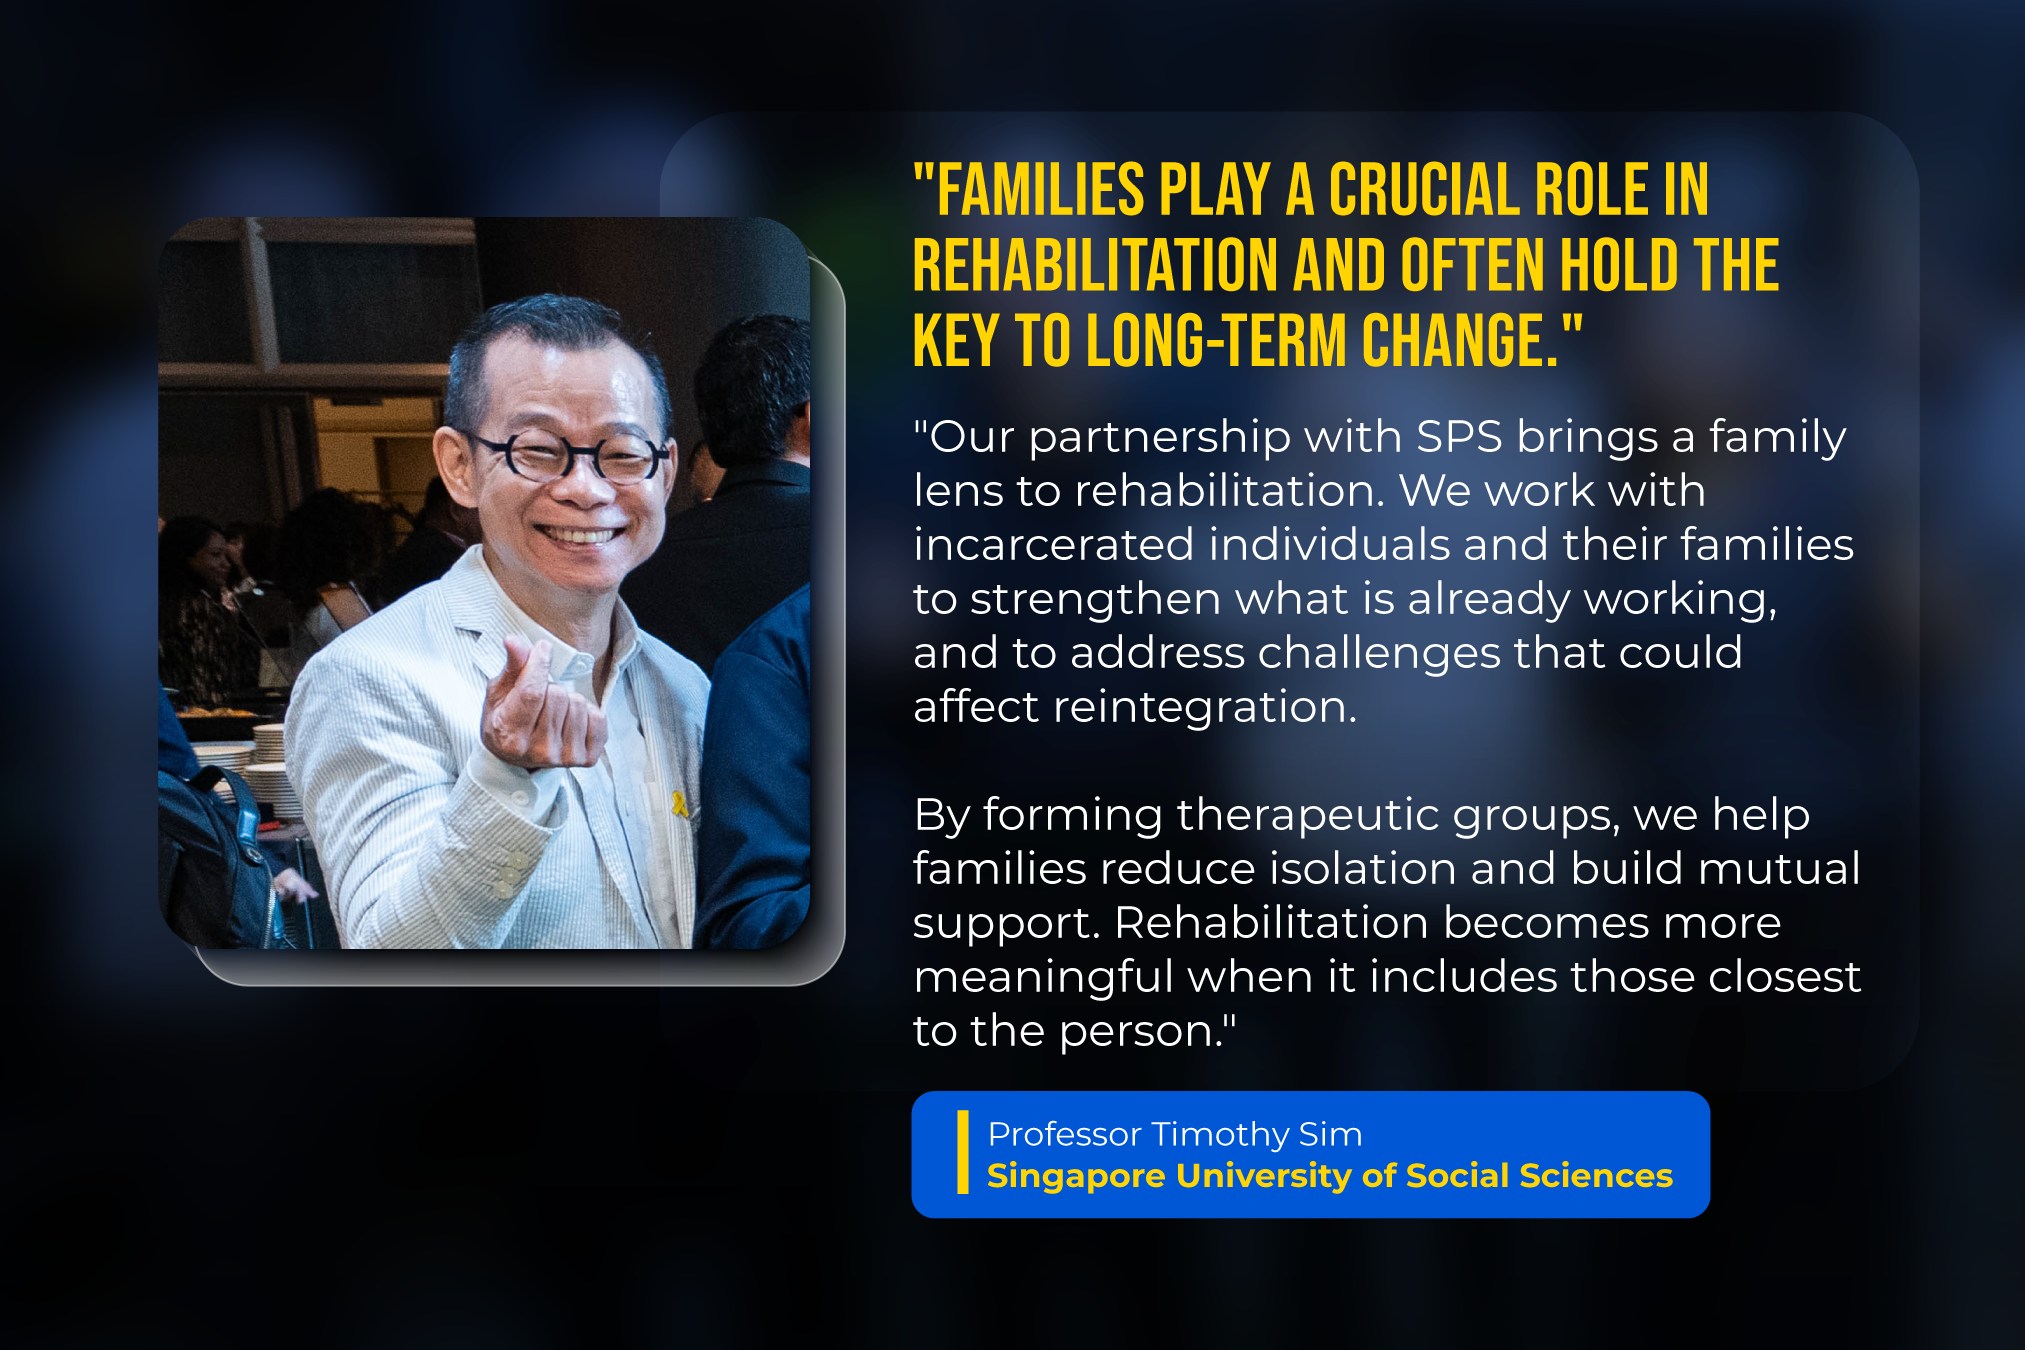 "FAMILIES PLAY A CRUCIAL ROLE IN
REHABILITATION AND OFTEN HOLD THE
KEY TO LONG-TERM CHANGE."
"Our partnership with SPS brings a family
lens to rehabilitation. We work with
incarcerated individuals and their families
to strengthen what is already working,
and to address challenges that could
affect reintegration.
By forming therapeutic groups, we help
families reduce isolation and build mutual
support. Rehabilitation becomes more
meaningful when it includes those closest
to the person."
Professor Timothy Sim
Singapore University of Social Sciences